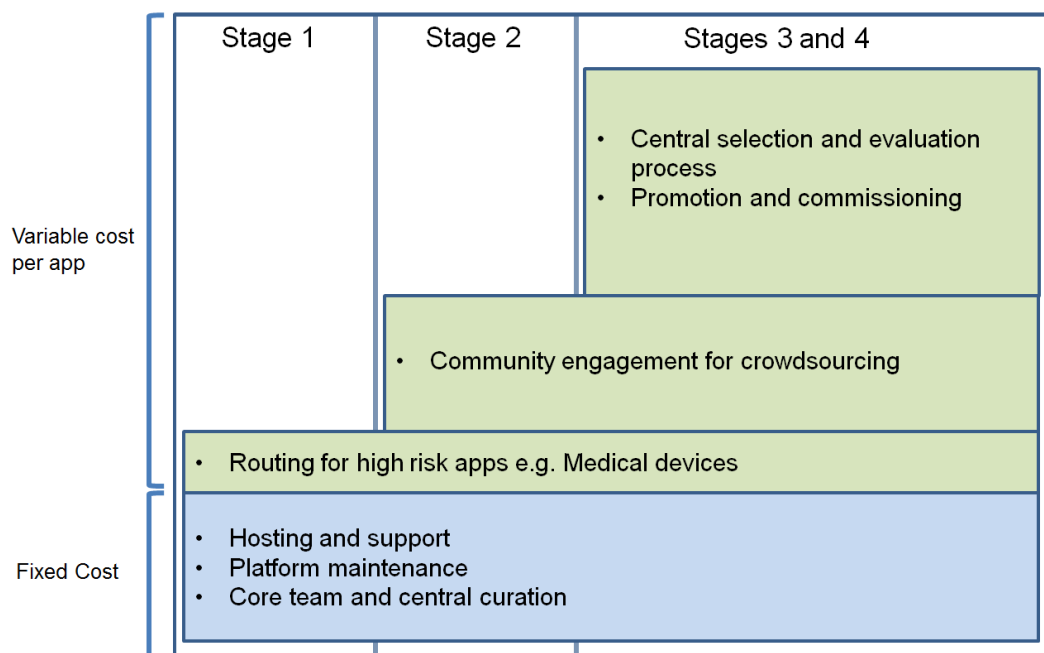 Stage 1
Stage 2
Stages 3 and 4
• Central selection and evaluation
process
• Promotion and commissioning
Variable cost
per app
• Community engagement for crowdsourcing
• Routing for high risk apps e.g. Medical devices
• Hosting and support
• Platform maintenance
• Core team and central curation
Fixed Cost